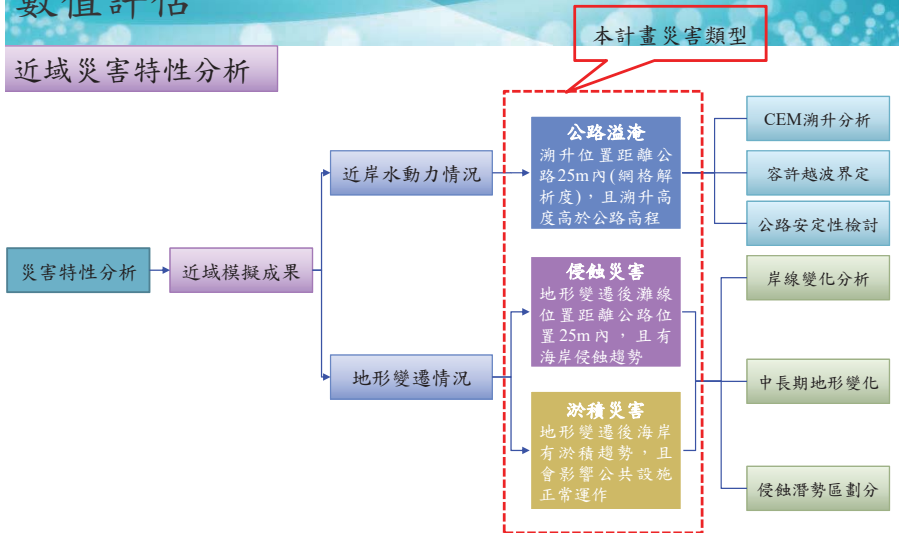 數值評估
本計畫災害類型
近域災害特性分析
災害特性分析
近域模擬成果
近岸水動力情況
地形變遷情況
公路溢淹
溯升位置距離公
路25m內(網格解
析度)，且溯升高
度高於公路高程
侵蝕災害
地形變遷後灘線
位置距離公路位
置25m內，且有
海岸侵蝕趨勢
淤積災害
地形變遷後海岸
有淤積趨勢，且
會影響公共設施
正常運作
CEM溯升分析
容許越波界定
公路安定性檢討
岸線變化分析
中長期地形變化
侵蝕潛勢區劃分